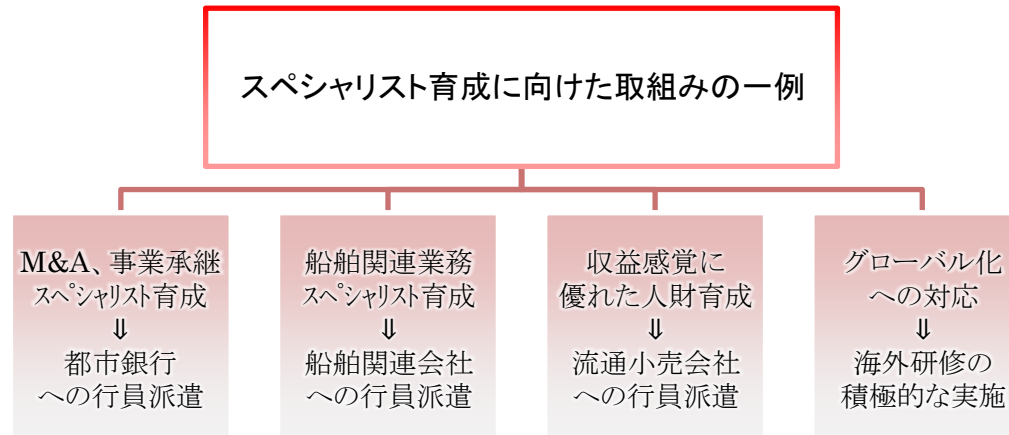 スペシャリスト育成に向けた取組みの一例
M&A、事業承継
スペシャリスト育成
⇓
都市銀行
への行員派遣
船舶関連業務
スペシャリスト育成
⇓
船舶関連会社
への行員派遣
収益感覚に
優れた人財育成
⇓
流通小売会社
への行員派遣
グローバル化
への対応
⇓
海外研修の
積極的な実施